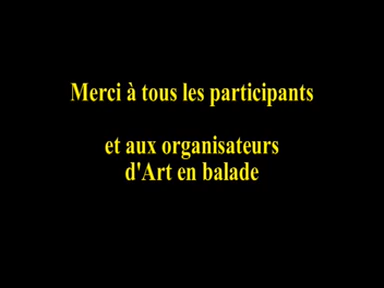 Merci à tous les participants
et aux organisateurs
d'Art en balade